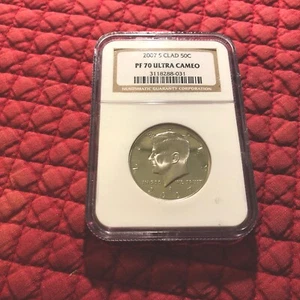 2007 S CLAD 50C
PF 70 ULTRA CAMEO
3118288-031
NUMISMATIC GUARANTY CORPORATION